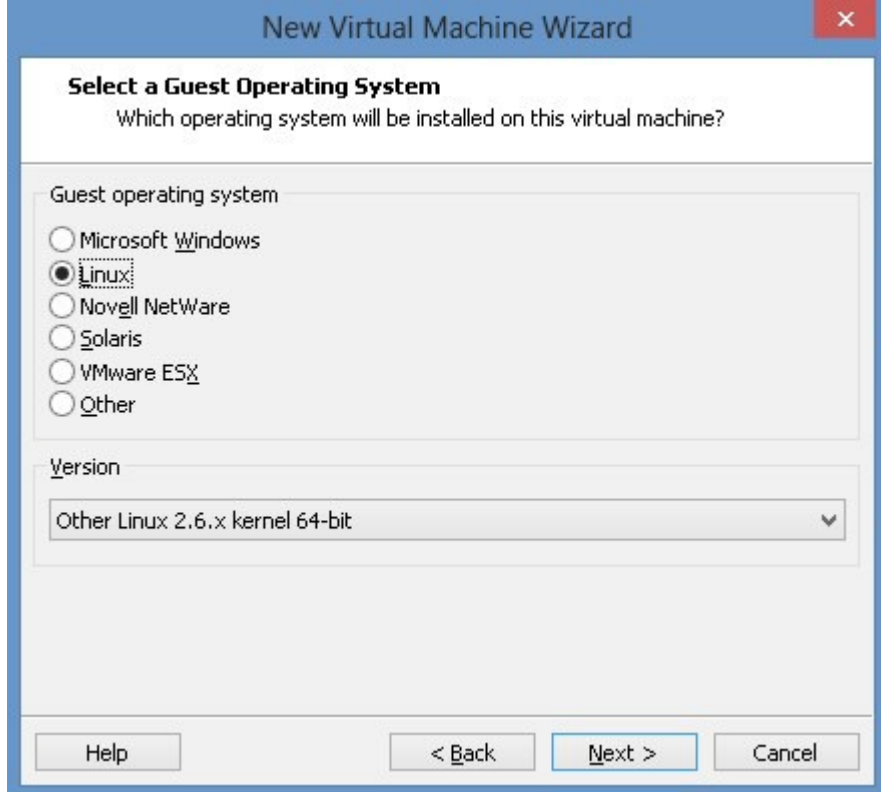 New Virtual Machine Wizard
×
Select a Guest Operating System
Which operating system will be installed on this virtual machine?
Guest operating system
Microsoft Windows
Linux
Novell NetWare
Solaris
VMware ESX
Other
Version
Other Linux 2.6.x kernel 64-bit
Help < Back Next > Cancel